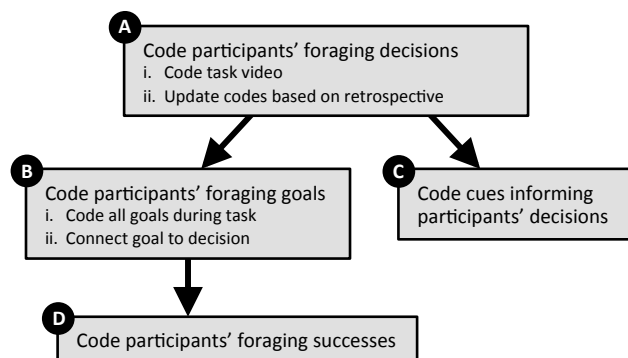 A
Code participants' foraging decisions
i. Code task video
ii. Update codes based on retrospective
B
Code participants' foraging goals
i. Code all goals during task
ii. Connect goal to decision
C
Code cues informing
participants' decisions
D
Code participants' foraging successes